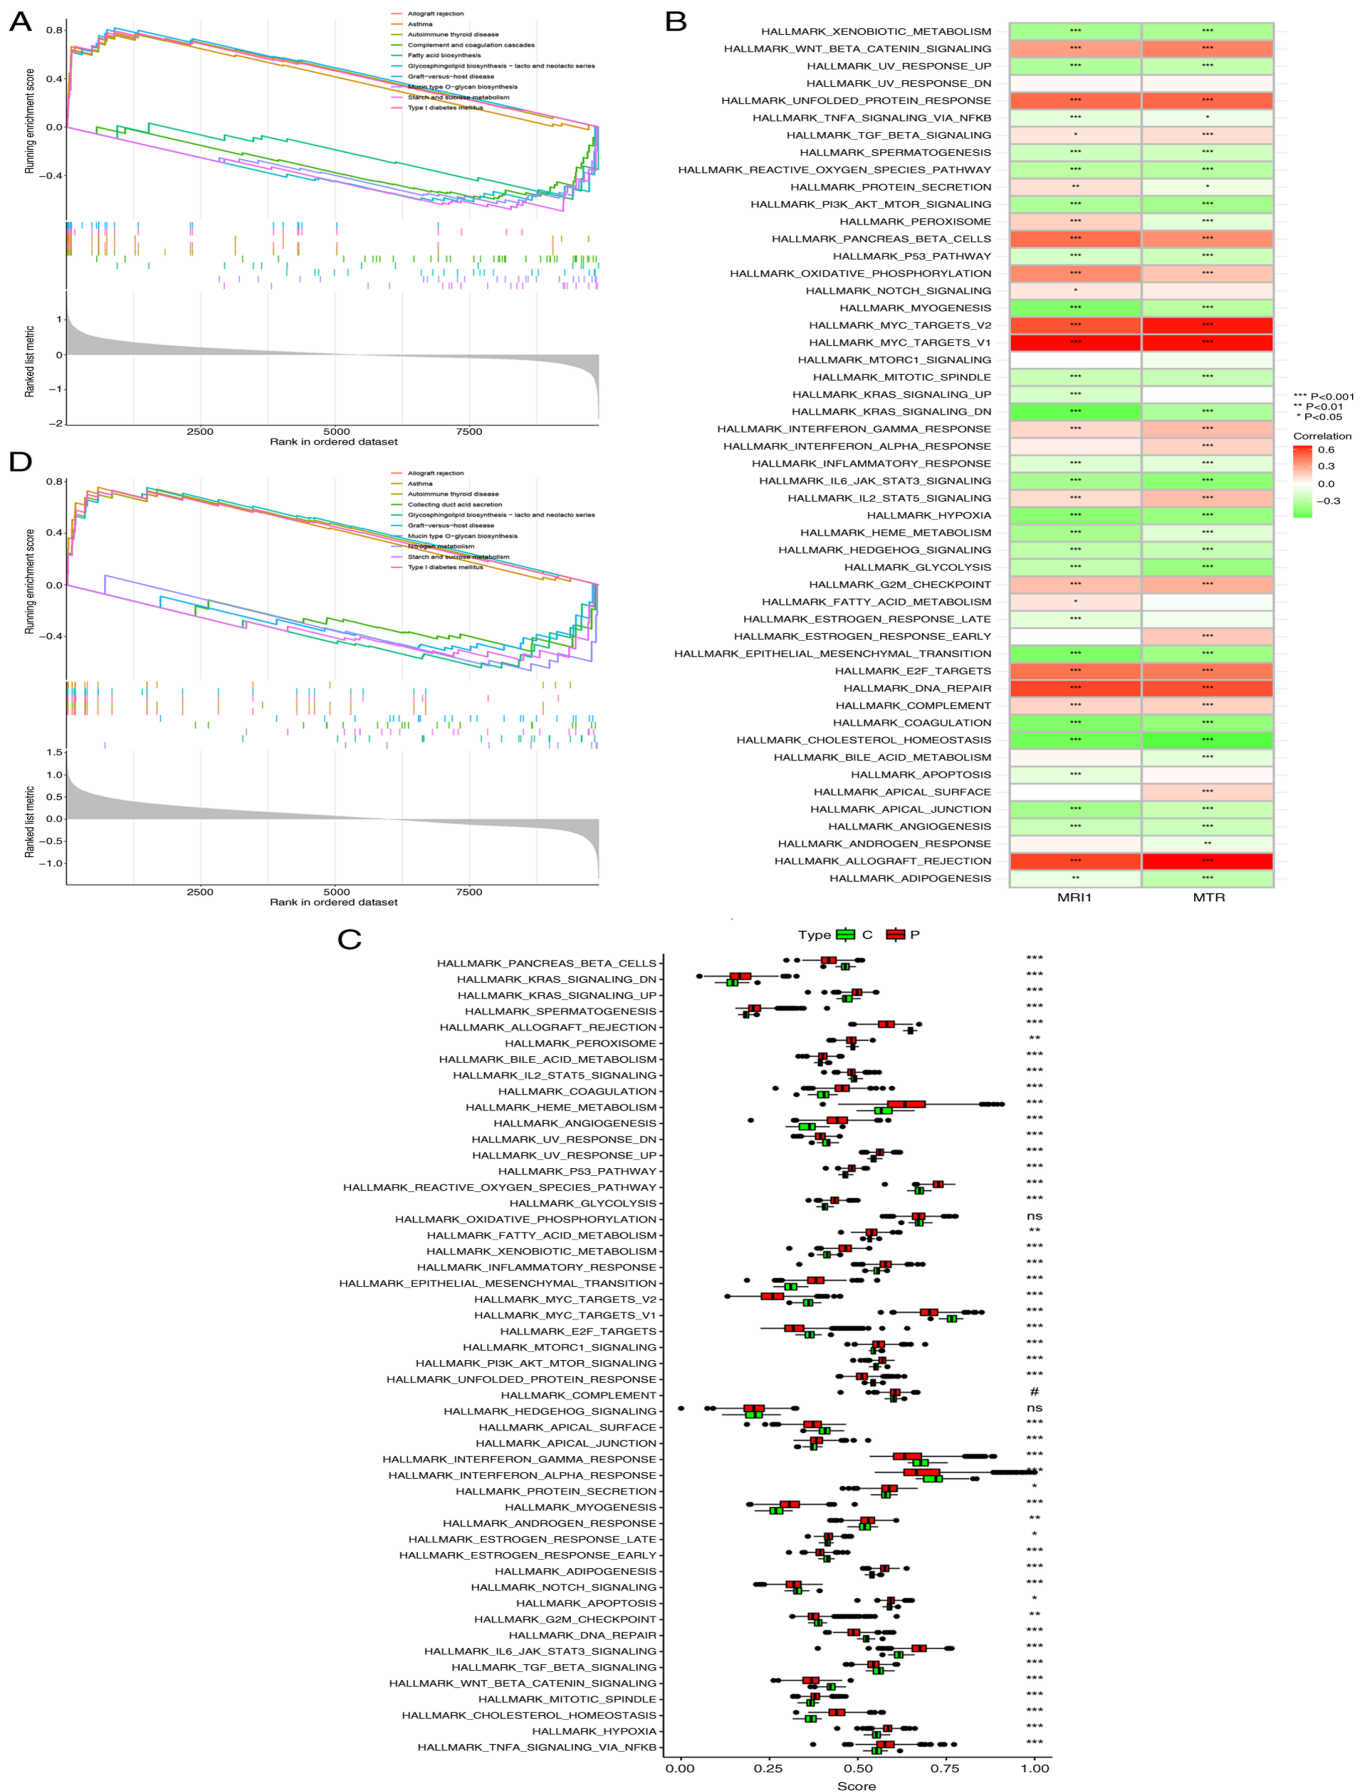 A
Allograft rejection
Asthma
Autoimmune thyroid disease
Complement and coagulation cascades
Fatty acid biosynthesis
Glycosphingolipid biosynthesis − lacto and neolacto series
Graft−versus−host disease
Mucin type O−glycan biosynthesis
Starch and sucrose metabolism
Type I diabetes mellitus
Running enrichment score
0.8
0.4
0.0
−0.4
Ranked list metric
1
0
−1
−2
2500
5000
7500
Rank in ordered dataset
D
Allograft rejection
Asthma
Autoimmune thyroid disease
Collecting duct acid secretion
Glycosphingolipid biosynthesis − lacto and neolacto series
Graft−versus−host disease
Mucin type O−glycan biosynthesis
Nitrogen metabolism
Starch and sucrose metabolism
Type I diabetes mellitus
Running enrichment score
0.8
0.4
0.0
−0.4
Ranked list metric
1.5
1.0
0.5
0.0
−0.5
−1.0
2500
5000
7500
Rank in ordered dataset
B
HALLMARK_XENOBIOTIC_METABOLISM *** ***
HALLMARK_WNT_BETA_CATENIN_SIGNALING *** ***
HALLMARK_UV_RESPONSE_UP *** ***
HALLMARK_UV_RESPONSE_DN
HALLMARK_UNFOLDED_PROTEIN_RESPONSE *** ***
HALLMARK_TNFA_SIGNALING_VIA_NFKB *** *
HALLMARK_TGF_BETA_SIGNALING * ***
HALLMARK_SPERMATOGENESIS *** ***
HALLMARK_REACTIVE_OXYGEN_SPECIES_PATHWAY *** ***
HALLMARK_PROTEIN_SECRETION ** *
HALLMARK_PI3K_AKT_MTOR_SIGNALING *** ***
HALLMARK_PEROXISOME *** ***
HALLMARK_PANCREAS_BETA_CELLS *** ***
HALLMARK_P53_PATHWAY *** ***
HALLMARK_OXIDATIVE_PHOSPHORYLATION *** ***
HALLMARK_NOTCH_SIGNALING *
HALLMARK_MYOGENESIS *** ***
HALLMARK_MYC_TARGETS_V2 *** ***
HALLMARK_MYC_TARGETS_V1 *** ***
HALLMARK_MTORC1_SIGNALING
HALLMARK_MITOTIC_SPINDLE *** ***
HALLMARK_KRAS_SIGNALING_UP ***
HALLMARK_KRAS_SIGNALING_DN *** ***
HALLMARK_INTERFERON_GAMMA_RESPONSE *** ***
HALLMARK_INTERFERON_ALPHA_RESPONSE ***
HALLMARK_INFLAMMATORY_RESPONSE *** ***
HALLMARK_IL6_JAK_STAT3_SIGNALING *** ***
HALLMARK_IL2_STAT5_SIGNALING *** ***
HALLMARK_HYPOXIA *** ***
HALLMARK_HEME_METABOLISM *** ***
HALLMARK_HEDGEHOG_SIGNALING *** ***
HALLMARK_GLYCOLYSIS *** ***
HALLMARK_G2M_CHECKPOINT *** ***
HALLMARK_FATTY_ACID_METABOLISM *
HALLMARK_ESTROGEN_RESPONSE_LATE ***
HALLMARK_ESTROGEN_RESPONSE_EARLY ***
HALLMARK_EPITHELIAL_MESENCHYMAL_TRANSITION *** ***
HALLMARK_E2F_TARGETS *** ***
HALLMARK_DNA_REPAIR *** ***
HALLMARK_COMPLEMENT *** ***
HALLMARK_COAGULATION *** ***
HALLMARK_CHOLESTEROL_HOMEOSTASIS *** ***
HALLMARK_BILE_ACID_METABOLISM ***
HALLMARK_APOPTOSIS ***
HALLMARK_APICAL_SURFACE ***
HALLMARK_APICAL_JUNCTION *** ***
HALLMARK_ANGIOGENESIS *** ***
HALLMARK_ANDROGEN_RESPONSE **
HALLMARK_ALLOGRAFT_REJECTION *** ***
HALLMARK_ADIPOGENESIS ** ***
MRI1 MTR
*** P<0.001
** P<0.01
* P<0.05
Correlation
0.6
0.3
0.0
−0.3
C
Type C P
HALLMARK_PANCREAS_BETA_CELLS ***
HALLMARK_KRAS_SIGNALING_DN ***
HALLMARK_KRAS_SIGNALING_UP ***
HALLMARK_SPERMATOGENESIS ***
HALLMARK_ALLOGRAFT_REJECTION ***
HALLMARK_PEROXISOME **
HALLMARK_BILE_ACID_METABOLISM ***
HALLMARK_IL2_STAT5_SIGNALING ***
HALLMARK_COAGULATION ***
HALLMARK_HEME_METABOLISM ***
HALLMARK_ANGIOGENESIS ***
HALLMARK_UV_RESPONSE_DN ***
HALLMARK_UV_RESPONSE_UP ***
HALLMARK_P53_PATHWAY ***
HALLMARK_REACTIVE_OXYGEN_SPECIES_PATHWAY ***
HALLMARK_GLYCOLYSIS ***
HALLMARK_OXIDATIVE_PHOSPHORYLATION ns
HALLMARK_FATTY_ACID_METABOLISM **
HALLMARK_XENOBIOTIC_METABOLISM ***
HALLMARK_INFLAMMATORY_RESPONSE ***
HALLMARK_EPITHELIAL_MESENCHYMAL_TRANSITION ***
HALLMARK_MYC_TARGETS_V2 ***
HALLMARK_MYC_TARGETS_V1 ***
HALLMARK_E2F_TARGETS ***
HALLMARK_MTORC1_SIGNALING ***
HALLMARK_PI3K_AKT_MTOR_SIGNALING ***
HALLMARK_UNFOLDED_PROTEIN_RESPONSE ***
HALLMARK_COMPLEMENT #
HALLMARK_HEDGEHOG_SIGNALING ns
HALLMARK_APICAL_SURFACE ***
HALLMARK_APICAL_JUNCTION ***
HALLMARK_INTERFERON_GAMMA_RESPONSE ***
HALLMARK_INTERFERON_ALPHA_RESPONSE ***
HALLMARK_PROTEIN_SECRETION *
HALLMARK_MYOGENESIS ***
HALLMARK_ANDROGEN_RESPONSE **
HALLMARK_ESTROGEN_RESPONSE_LATE *
HALLMARK_ESTROGEN_RESPONSE_EARLY ***
HALLMARK_ADIPOGENESIS ***
HALLMARK_NOTCH_SIGNALING ***
HALLMARK_APOPTOSIS *
HALLMARK_G2M_CHECKPOINT **
HALLMARK_DNA_REPAIR ***
HALLMARK_IL6_JAK_STAT3_SIGNALING ***
HALLMARK_TGF_BETA_SIGNALING ***
HALLMARK_WNT_BETA_CATENIN_SIGNALING ***
HALLMARK_MITOTIC_SPINDLE ***
HALLMARK_CHOLESTEROL_HOMEOSTASIS ***
HALLMARK_HYPOXIA ***
HALLMARK_TNFA_SIGNALING_VIA_NFKB ***
0.00 0.25 0.50 0.75 1.00
Score